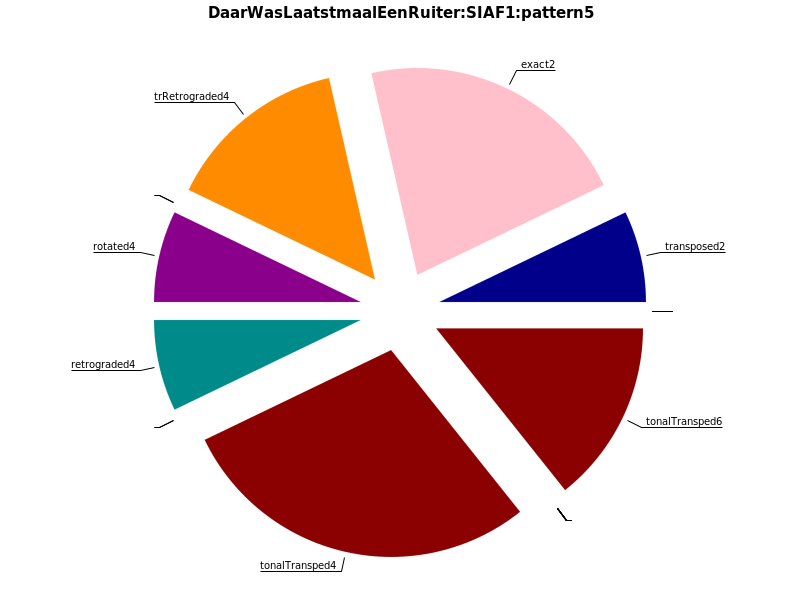 DaarWasLaatstmaalEenRuiter:SIAF1:pattern5
exact2
trRetrograded4
rotated4
transposed2
retrograded4
tonalTransped6
tonalTransped4